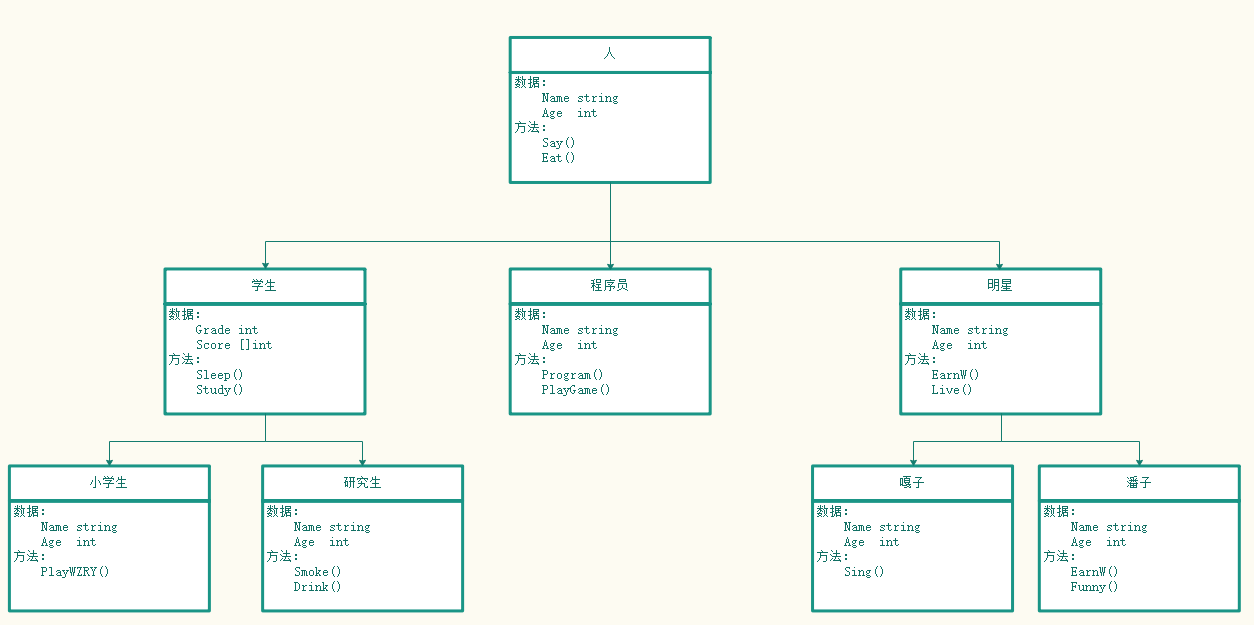 人
数据:
Name string
Age int
方法:
Say()
Eat()
学生
数据:
Grade int
Score []int
方法:
Sleep()
Study()
程序员
数据:
Name string
Age int
方法:
Program()
PlayGame()
明星
数据:
Name string
Age int
方法:
EarnW()
Live()
小学生
数据:
Name string
Age int
方法:
PlayWZRY()
研究生
数据:
Name string
Age int
方法:
Smoke()
Drink()
嘎子
数据:
Name string
Age int
方法:
Sing()
潘子
数据:
Name string
Age int
方法:
EarnW()
Funny()